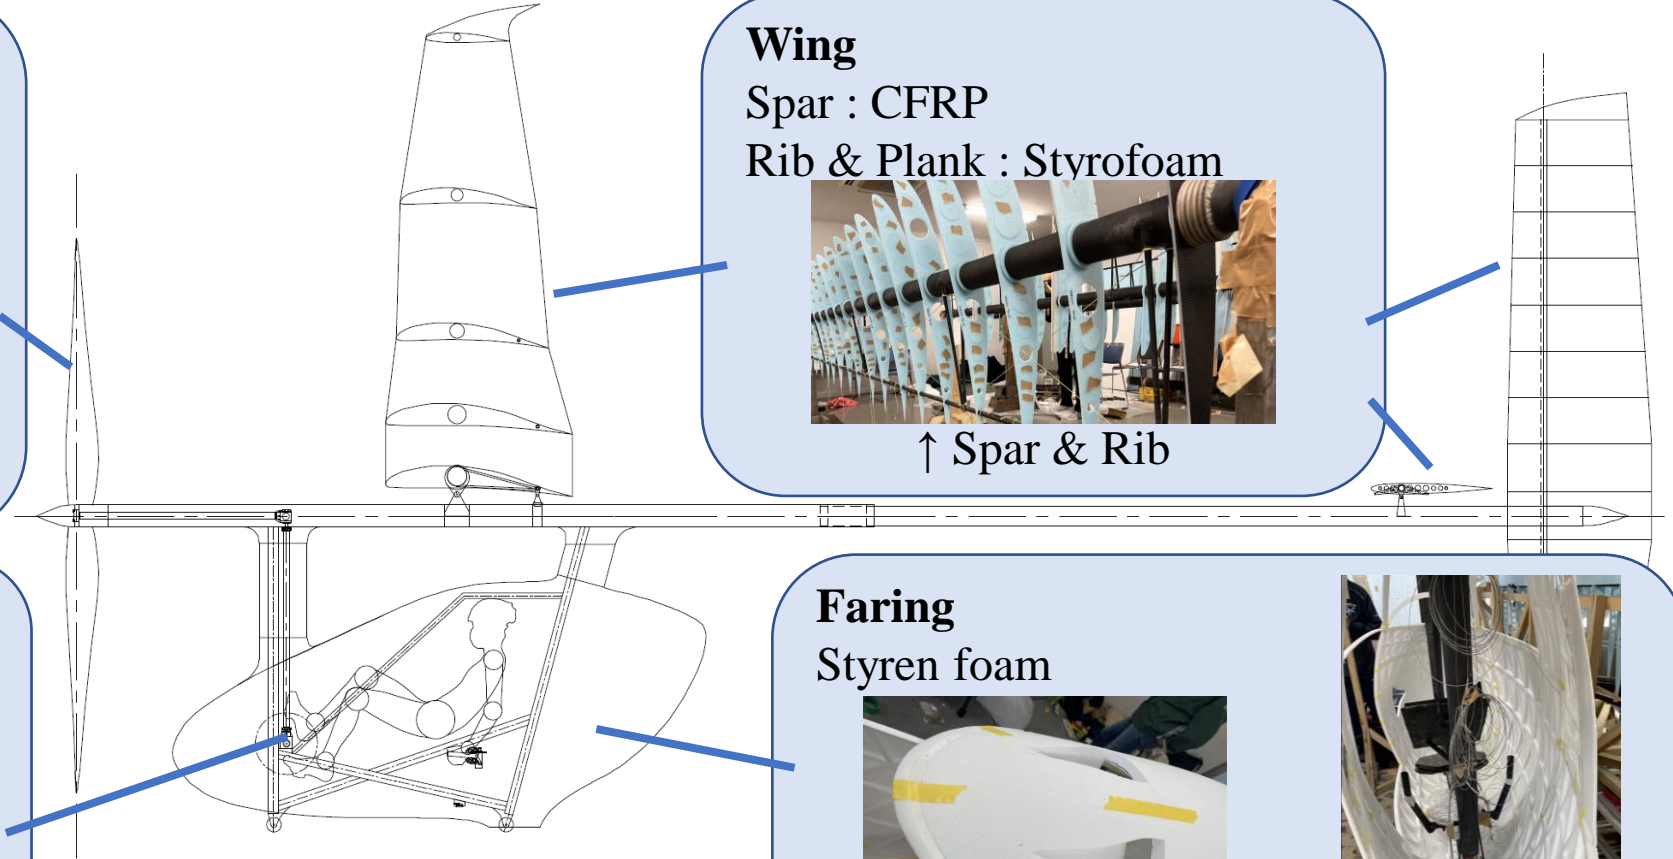 Wing
Spar : CFRP
Rib & Plank : Styrofoam
↑ Spar & Rib
Faring
Styren foam